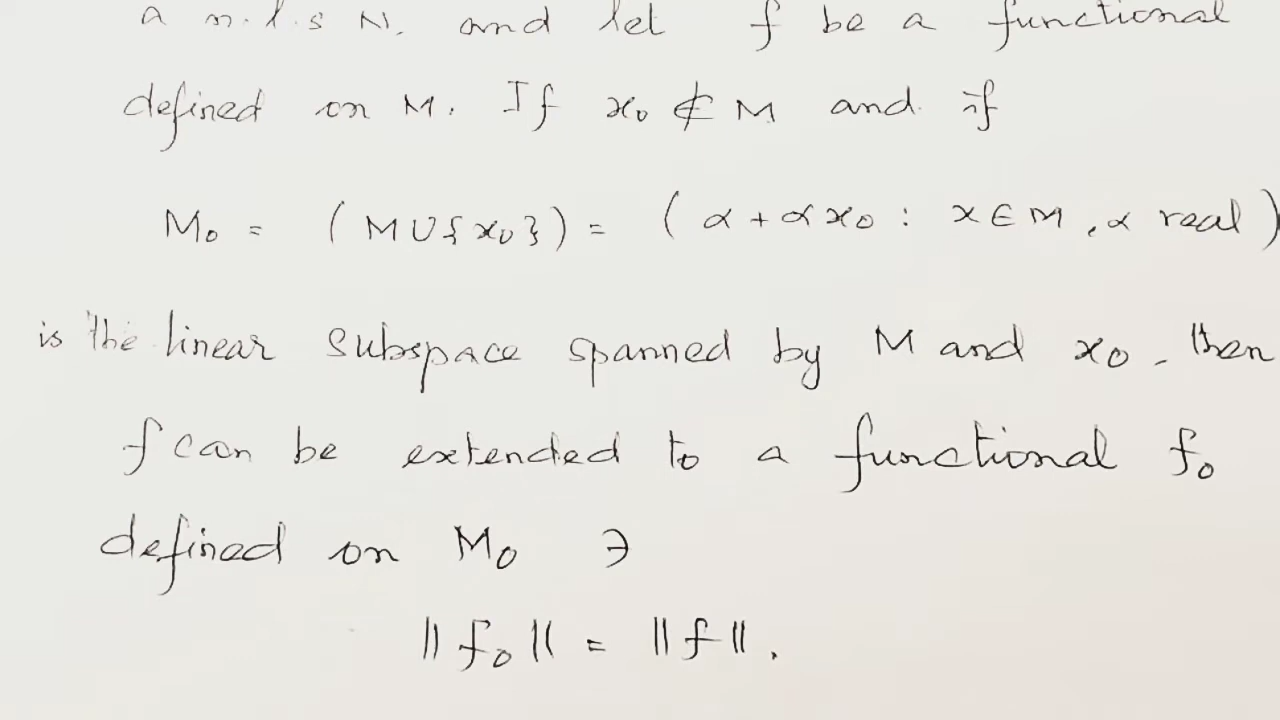 a n.l.s N, and let f be a functional
defined on M. If x₀ ⊄ M and if
M₀ = (M∪{x₀}) = (α + αx₀ : x ∈ M, α real)
is the linear subspace spanned by M and x₀, then
f can be extended to a functional f₀
defined on M₀ ∋
||f₀|| = ||f||.